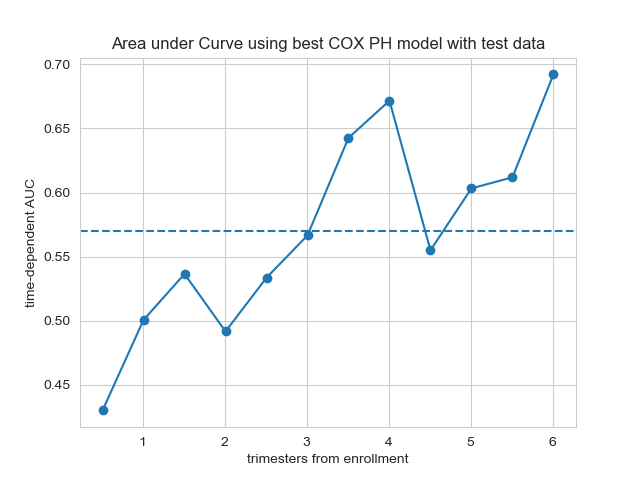 Area under Curve using best COX PH model with test data
time-dependent AUC
0.70
0.65
0.60
0.55
0.50
0.45
1 2 3 4 5 6
trimesters from enrollment